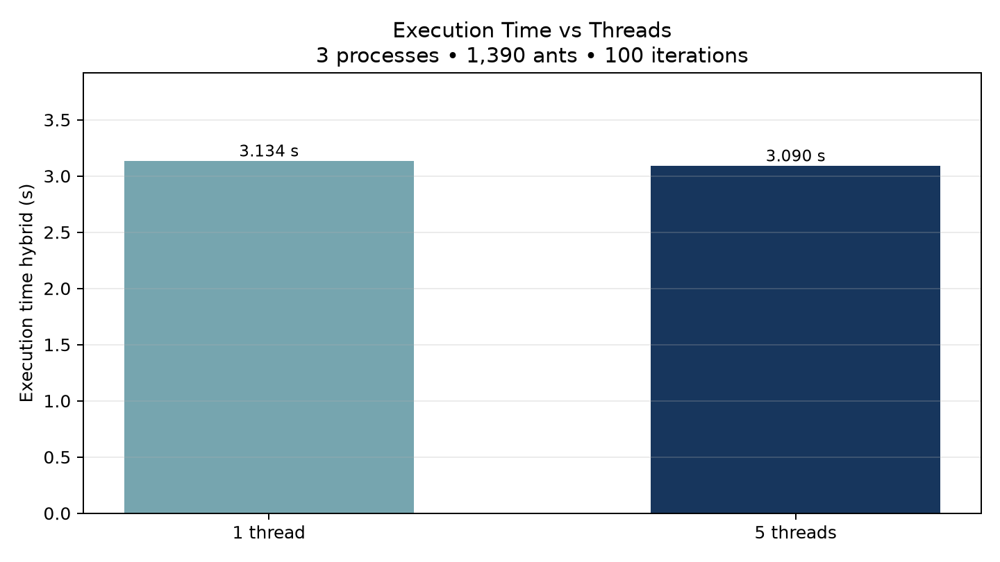 Execution Time vs Threads
3 processes • 1,390 ants • 100 iterations
Execution time hybrid (s)
3.5
3.0
2.5
2.0
1.5
1.0
0.5
0.0
3.134 s
3.090 s
1 thread
5 threads